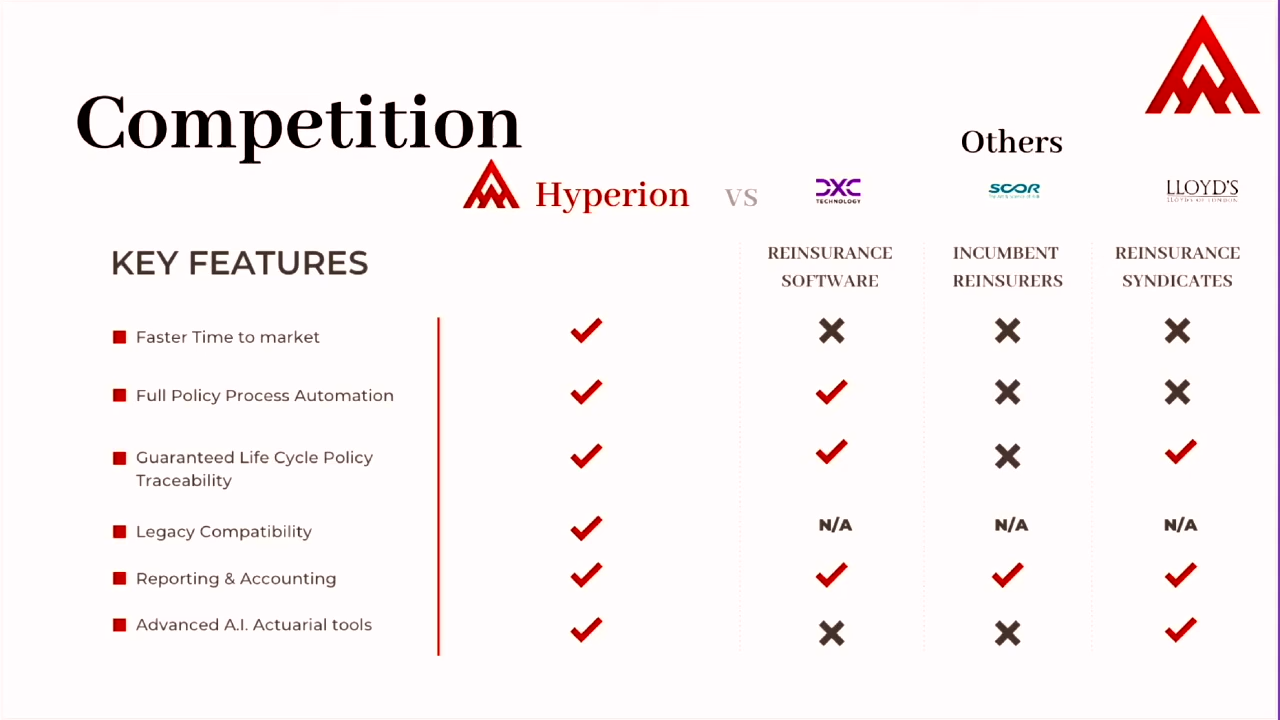 Competition
Others
Hyperion vs
DXC
TECHNOLOGY
SCOR
LLOYD'S
KEY FEATURES
REINSURANCE
SOFTWARE
INCUMBENT
REINSURERS
REINSURANCE
SYNDICATES
Faster Time to market
Full Policy Process Automation
Guaranteed Life Cycle Policy
Traceability
Legacy Compatibility
N/A N/A N/A
Reporting & Accounting
Advanced A.I. Actuarial tools